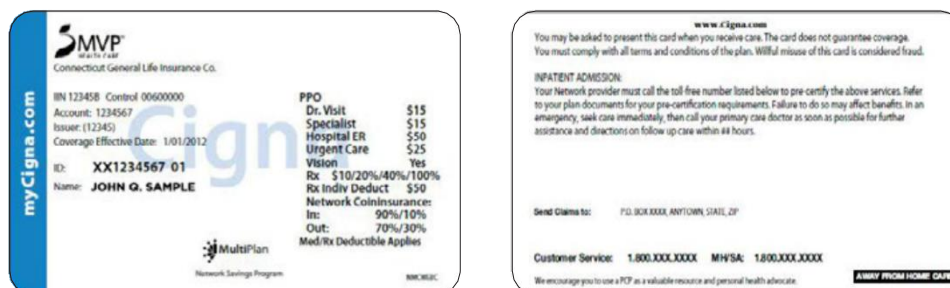 myCigna.com
MVP
HEALTH CARE
Connecticut General Life Insurance Co.
IIN 123458 Control 00600000
Account: 1234567
Issuer: (12345)
Coverage Effective Date: 1/01/2012
Cigna
ID: XX1234567 01
Name: JOHN Q. SAMPLE
PPO
Dr. Visit $15
Specialist $15
Hospital ER $50
Urgent Care $25
Vision Yes
Rx $10/20%/40%/100%
Rx Indiv Deduct $50
Network Coinsurance:
In: 90%/10%
Out: 70%/30%
Med/Rx Deductible Applies
MultiPlan
Network Savings Program
www.Cigna.com
You may be asked to present this card when you receive care. The card does not guarantee coverage.
You must comply with all terms and conditions of the plan. Willful misuse of this card is considered fraud.
INPATIENT ADMISSION:
Your Network provider must call the toll-free number listed below to pre-certify the above services. Refer
to your plan documents for your pre-certification requirements. Failure to do so may affect benefits. In an
emergency, seek care immediately, then call your primary care doctor as soon as possible for further
assistance and directions on follow up care within ## hours.
Send Claims to: P.O. BOX XXXX, ANYTOWN, STATE, ZIP
Customer Service: 1.800.XXX.XXXX MH/SA: 1.800.XXX.XXXX
We encourage you to use a PCP as a valuable resource and personal health advocate.
AWAY FROM HOME CARE